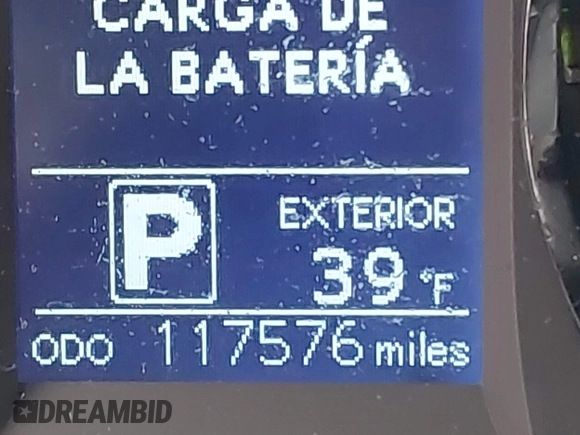 CARGA DE
LA BATERÍA
P
EXTERIOR
39 °F
ODO 117576 miles
DREAMBID